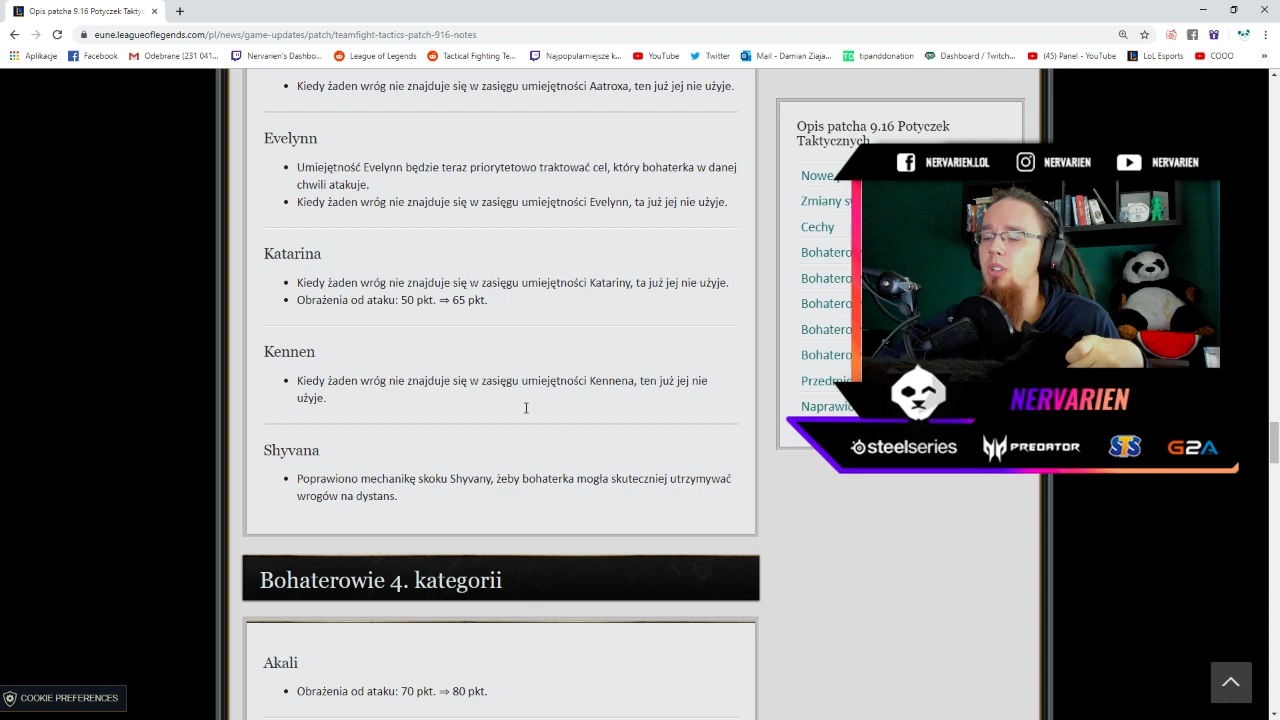 Opis patcha 9.16 Potyczek Taktyc
eune.leagueoflegends.com/pl/news/game-updates/patch/teamfight-tactics-patch-916-notes
Aplikacje Facebook Odebrane (231 041... Nervarien's Dashbo... League of Legends Tactical Fighting Te... Najpopularniejsze k... YouTube Twitter Mail – Damian Ziaja... tipanddonation Dashboard / Twitch... (45) Panel - YouTube LoL Esports COOO
Kiedy żaden wróg nie znajduje się w zasięgu umiejętności Aatroxa, ten już jej nie użyje.
Evelynn
Umiejętność Evelynn będzie teraz priorytetowo traktować cel, który bohaterka w danej
chwili atakuje.
Kiedy żaden wróg nie znajduje się w zasięgu umiejętności Evelynn, ta już jej nie użyje.
Katarina
Kiedy żaden wróg nie znajduje się w zasięgu umiejętności Katariny, ta już jej nie użyje.
Obrażenia od ataku: 50 pkt. ⇒ 65 pkt.
Kennen
Kiedy żaden wróg nie znajduje się w zasięgu umiejętności Kennena, ten już jej nie
użyje.
Shyvana
Poprawiono mechanikę skoku Shyvany, żeby bohaterka mogła skuteczniej utrzymywać
wrogów na dystans.
Bohaterowie 4. kategorii
Akali
Obrażenia od ataku: 70 pkt. ⇒ 80 pkt.
Opis patcha 9.16 Potyczek
Taktycznych
Nowe
Zmiany
Cechy
Bohatero
Bohatero
Bohatero
Bohatero
Bohatero
Przedmio
Naprawio
NERVARIEN.LOL NERVARIEN NERVARIEN
NERVARIEN
steelseries PREDATOR STS G2A
COOKIE PREFERENCES